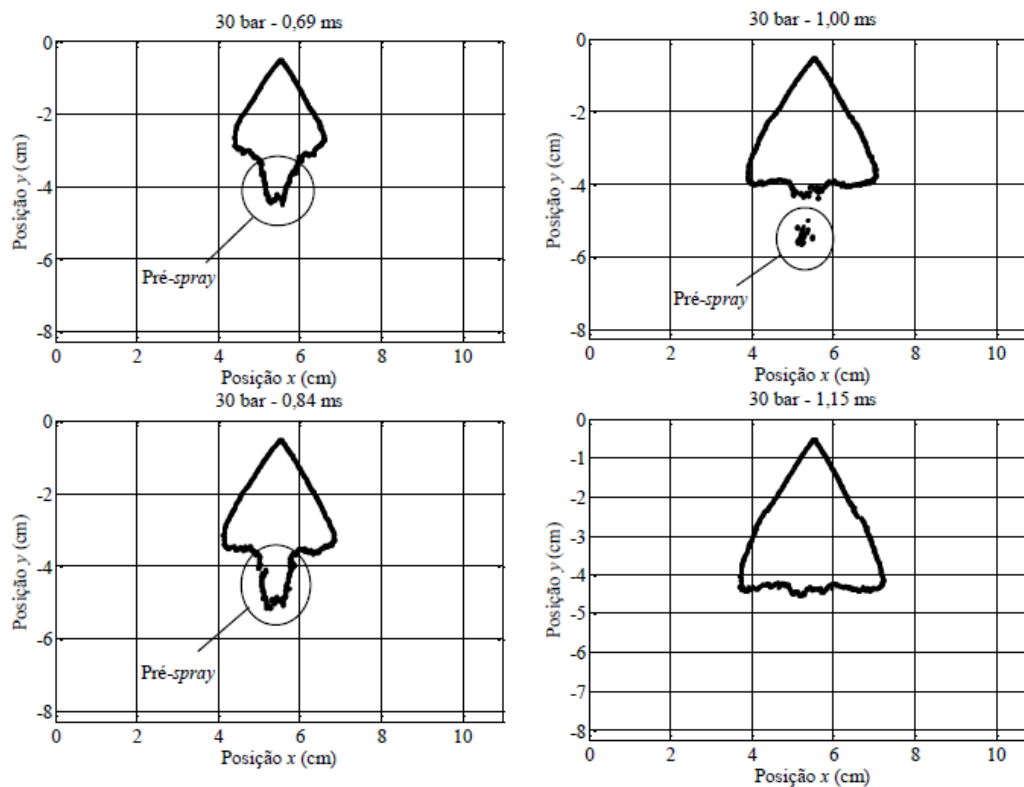 30 bar - 0,69 ms
0
-2
-4
-6
-8
Posição y (cm)
Pré-spray
0 2 4 6 8 10
Posição x (cm)
30 bar - 1,00 ms
0
-2
-4
-6
-8
Posição y (cm)
Pré-spray
0 2 4 6 8 10
Posição x (cm)
30 bar - 0,84 ms
0
-2
-4
-6
-8
Posição y (cm)
Pré-spray
0 2 4 6 8 10
Posição x (cm)
30 bar - 1,15 ms
0
-1
-2
-3
-4
-5
-6
-7
-8
Posição y (cm)
0 2 4 6 8 10
Posição x (cm)